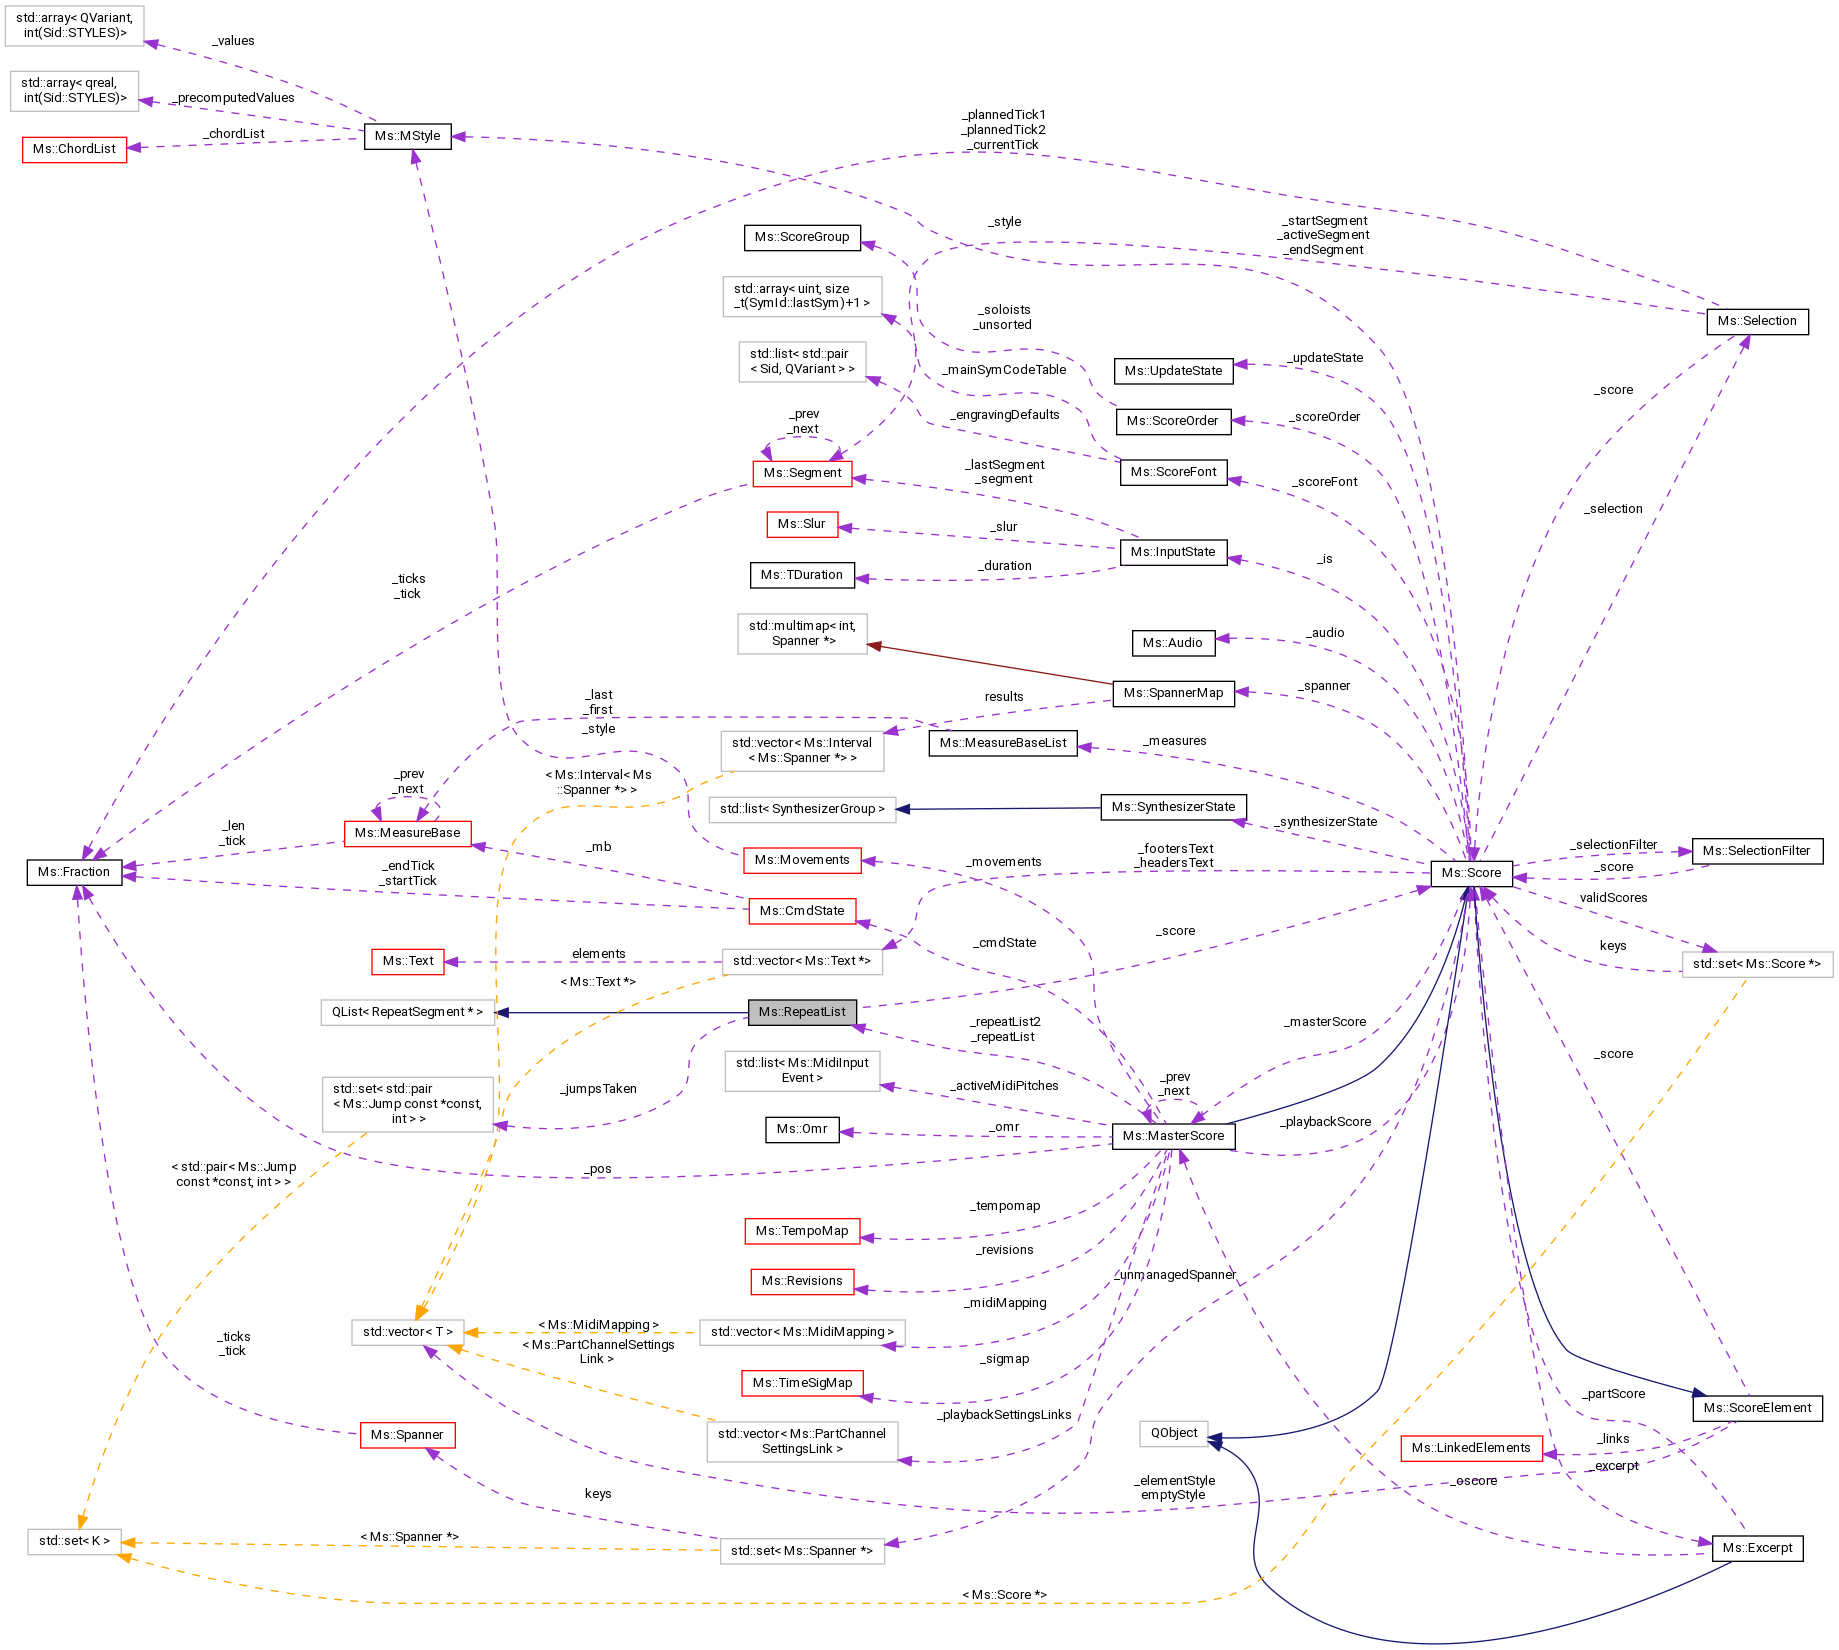 std::array< QVariant,
int(Sid::STYLES)>
_values
std::array< qreal,
int(Sid::STYLES)>
_precomputedValues
_chordList
Ms::ChordList
Ms::MStyle
_plannedTick1
_plannedTick2
_currentTick
Ms::ScoreGroup
_style
_startSegment
_activeSegment
_endSegment
std::array< uint, size
_t(SymId::lastSym)+1 >
_soloists
_unsorted
Ms::Selection
std::list< std::pair
< Sid, QVariant > >
_mainSymCodeTable
Ms::UpdateState
_updateState
_score
_engravingDefaults
Ms::ScoreOrder
_scoreOrder
_prev
_next
Ms::Segment
_lastSegment
_segment
Ms::ScoreFont
_scoreFont
_selection
Ms::Slur
_slur
Ms::InputState
_is
Ms::TDuration
_duration
_ticks
_tick
std::multimap< int,
Spanner *>
Ms::Audio
_audio
_last
_first
_style
results
Ms::SpannerMap
_spanner
std::vector< Ms::Interval
< Ms::Spanner *> >
Ms::MeasureBaseList
_measures
< Ms::Interval< Ms
::Spanner *> >
_prev
_next
Ms::MeasureBase
std::list< SynthesizerGroup >
Ms::SynthesizerState
_synthesizerState
_len
_tick
_mb
Ms::Movements
_movements
_footersText
_headersText
_selectionFilter
_score
Ms::SelectionFilter
Ms::Fraction
_endTick
_startTick
Ms::CmdState
Ms::Score
validScores
Ms::Text
elements
std::vector< Ms::Text *>
_cmdState
_score
keys
std::set< Ms::Score *>
< Ms::Text *>
QList< RepeatSegment * >
Ms::RepeatList
_repeatList2
_repeatList
_masterScore
_score
std::set< std::pair
< Ms::Jump const *const,
int > >
_jumpsTaken
std::list< Ms::MidiInput
Event >
_activeMidiPitches
_prev
_next
Ms::Omr
_omr
Ms::MasterScore
_playbackScore
< std::pair< Ms::Jump
const *const, int > >
_pos
Ms::TempoMap
_tempomap
Ms::Revisions
_revisions
_unmanagedSpanner
_midiMapping
std::vector< T >
< Ms::MidiMapping >
std::vector< Ms::MidiMapping >
_ticks
_tick
< Ms::PartChannelSettings
Link >
Ms::TimeSigMap
_sigmap
_partScore
Ms::ScoreElement
Ms::Spanner
std::vector< Ms::PartChannel
SettingsLink >
_playbackSettingsLinks
QObject
Ms::LinkedElements
_links
_excerpt
keys
_elementStyle
emptyStyle
_oscore
std::set< K >
< Ms::Spanner *>
std::set< Ms::Spanner *>
Ms::Excerpt
< Ms::Score *>